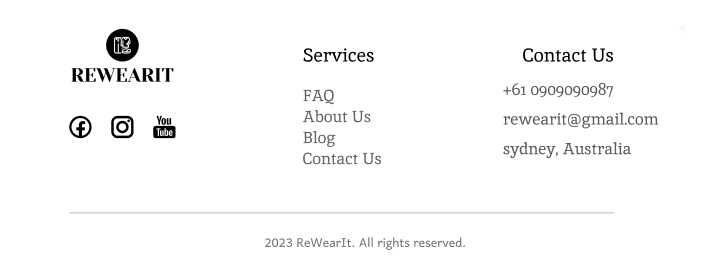 REWEARIT
You
Tube
Services
FAQ
About Us
Blog
Contact Us
Contact Us
+61 0909090987
rewearit@gmail.com
sydney, Australia
2023 ReWearIt. All rights reserved.